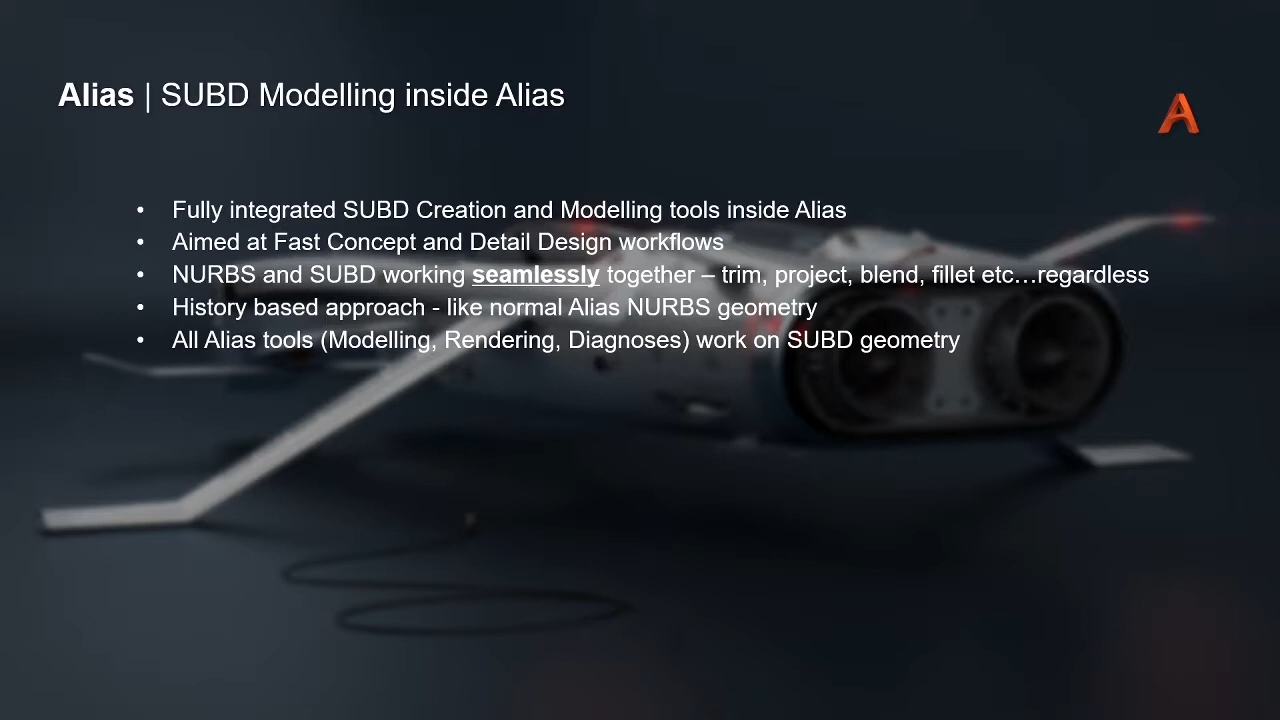 Alias | SUBD Modelling inside Alias
• Fully integrated SUBD Creation and Modelling tools inside Alias
• Aimed at Fast Concept and Detail Design workflows
• NURBS and SUBD working seamlessly together – trim, project, blend, fillet etc…regardless
• History based approach - like normal Alias NURBS geometry
• All Alias tools (Modelling, Rendering, Diagnoses) work on SUBD geometry